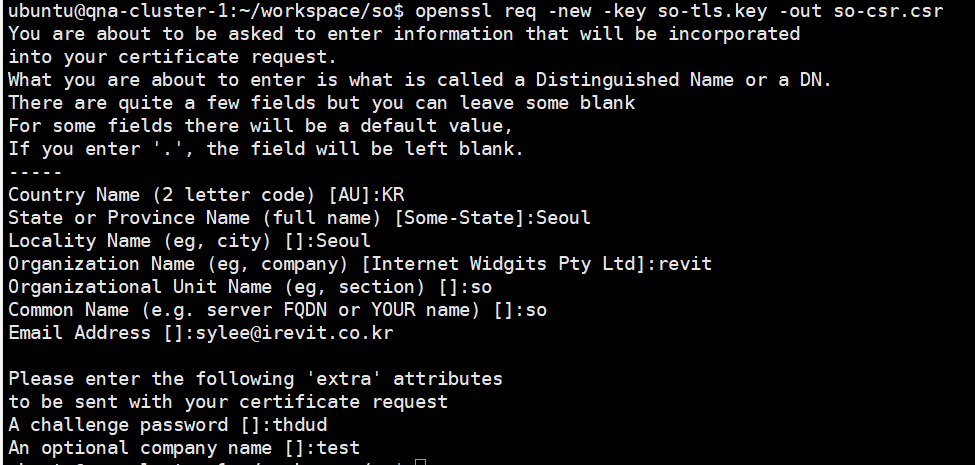 ubuntu@qna-cluster-1:~/workspace/so$ openssl req -new -key so-tls.key -out so-csr.csr
You are about to be asked to enter information that will be incorporated
into your certificate request.
What you are about to enter is what is called a Distinguished Name or a DN.
There are quite a few fields but you can leave some blank
For some fields there will be a default value,
If you enter '.', the field will be left blank.
-----
Country Name (2 letter code) [AU]:KR
State or Province Name (full name) [Some-State]:Seoul
Locality Name (eg, city) []:Seoul
Organization Name (eg, company) [Internet Widgits Pty Ltd]:revit
Organizational Unit Name (eg, section) []:so
Common Name (e.g. server FQDN or YOUR name) []:so
Email Address []:sylee@irevit.co.kr

Please enter the following 'extra' attributes
to be sent with your certificate request
A challenge password []:thdud
An optional company name []:test